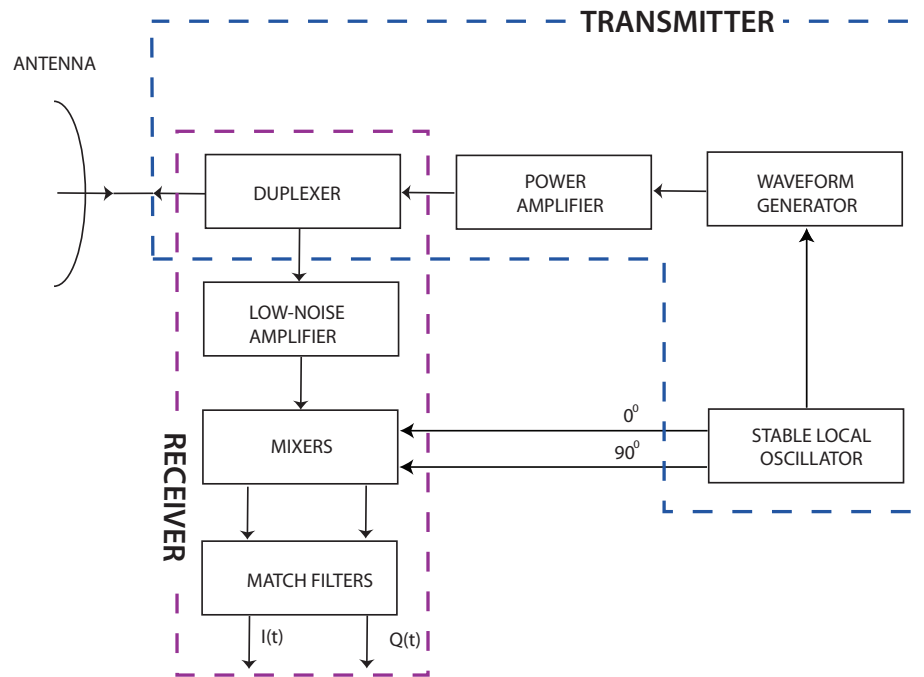 TRANSMITTER
ANTENNA
DUPLEXER
POWER
AMPLIFIER
WAVEFORM
GENERATOR
LOW-NOISE
AMPLIFIER
MIXERS
0⁰
90⁰
STABLE LOCAL
OSCILLATOR
RECEIVER
MATCH FILTERS
I(t)
Q(t)